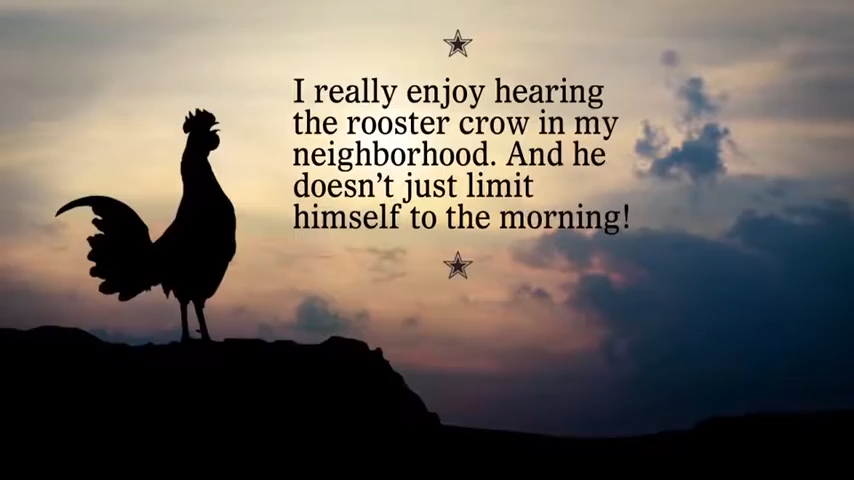 I really enjoy hearing
the rooster crow in my
neighborhood. And he
doesn’t just limit
himself to the morning!